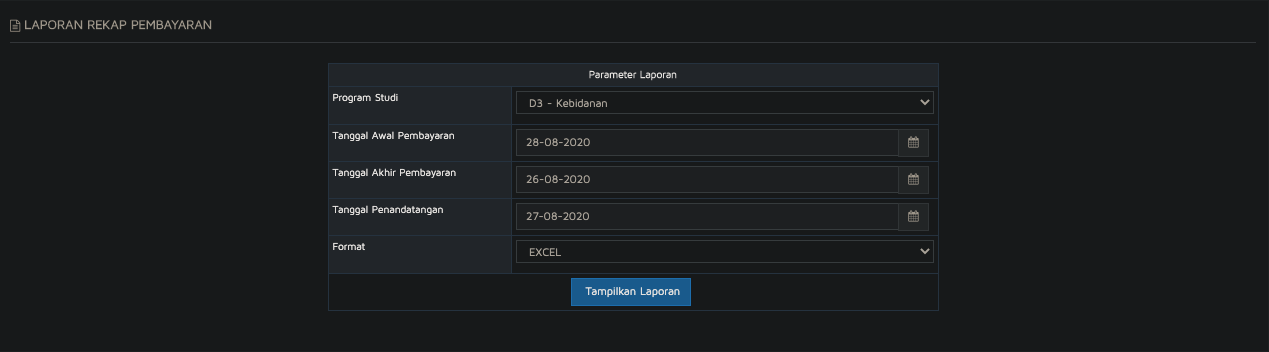 LAPORAN REKAP PEMBAYARAN
Parameter Laporan
Program Studi
D3 - Kebidanan
Tanggal Awal Pembayaran
28-08-2020
Tanggal Akhir Pembayaran
26-08-2020
Tanggal Penandatangan
27-08-2020
Format
EXCEL
Tampilkan Laporan